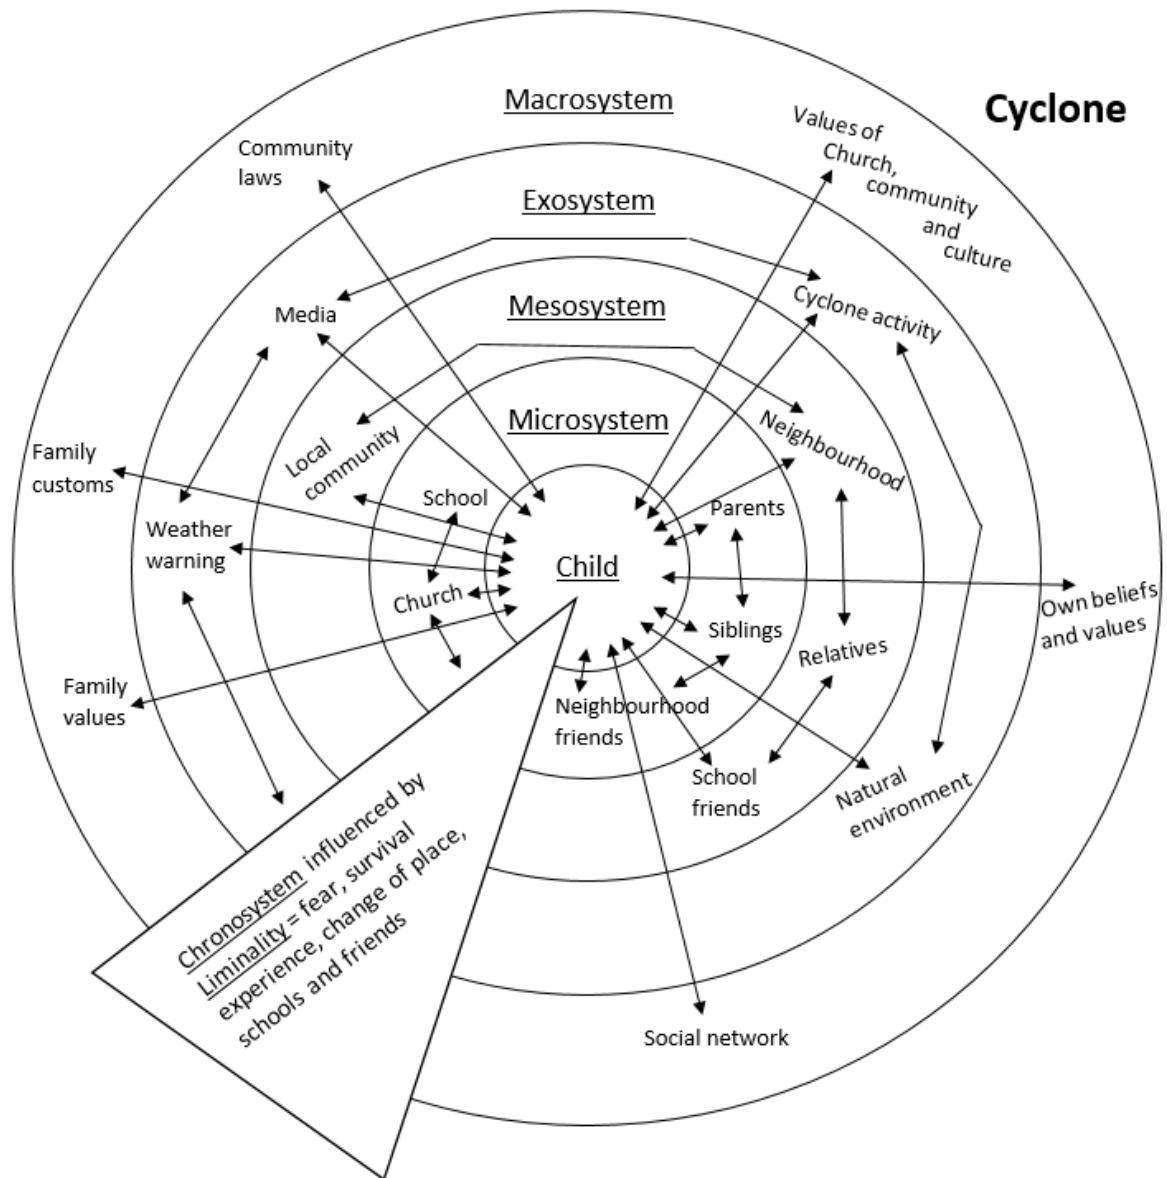 Macrosystem
Cyclone
Values of
Church,
community
and
culture
Community
laws
Exosystem
Media
Cyclone activity
Mesosystem
Microsystem
Neighbourhood
Local
community
Family
customs
School
Parents
Weather
warning
Child
Church
Own beliefs
and values
Siblings
Relatives
Family
values
Neighbourhood
friends
School
friends
Natural
environment
Chronosystem influenced by
Liminality = fear, survival
experience, change of place,
schools and friends
Social network